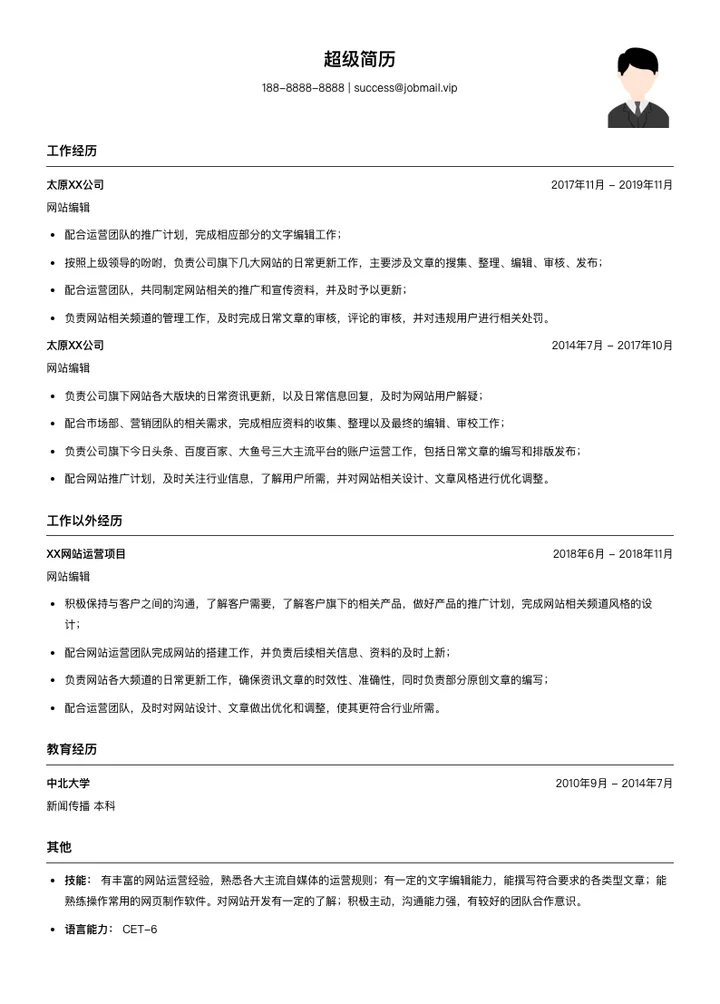 超级简历
188-8888-8888 | success@jobmail.vip
工作经历
太原XX公司 2017年11月 – 2019年11月
网站编辑
• 配合运营团队的推广计划，完成相应部分的文字编辑工作；
• 按照上级领导的吩咐，负责公司旗下几大网站的日常更新工作，主要涉及文章的搜集、整理、编辑、审核、发布；
• 配合运营团队，共同制定网站相关的推广和宣传资料，并及时予以更新；
• 负责网站相关频道的管理工作，及时完成日常文章的审核，评论的审核，并对违规用户进行相关处罚。
太原XX公司 2014年7月 – 2017年10月
网站编辑
• 负责公司旗下网站各大版块的日常资讯更新，以及日常信息回复，及时为网站用户解疑；
• 配合市场部、营销团队的相关需求，完成相应资料的收集、整理以及最终的编辑、审校工作；
• 负责公司旗下今日头条、百度百家、大鱼号三大主流平台的账户运营工作，包括日常文章的编写和排版发布；
• 配合网站推广计划，及时关注行业信息，了解用户所需，并对网站相关设计、文章风格进行优化调整。
工作以外经历
XX网站运营项目 2018年6月 – 2018年11月
网站编辑
• 积极保持与客户之间的沟通，了解客户需要，了解客户旗下的相关产品，做好产品的推广计划，完成网站相关频道风格的设
计；
• 配合网站运营团队完成网站的搭建工作，并负责后续相关信息、资料的及时上新；
• 负责网站各大频道的日常更新工作，确保资讯文章的时效性、准确性，同时负责部分原创文章的编写；
• 配合运营团队，及时对网站设计、文章做出优化和调整，使其更符合行业所需。
教育经历
中北大学 2010年9月 – 2014年7月
新闻传播 本科
其他
• 技能： 有丰富的网站运营经验，熟悉各大主流自媒体的运营规则；有一定的文字编辑能力，能撰写符合要求的各类型文章；能
熟练操作常用的网页制作软件。对网站开发有一定的了解；积极主动，沟通能力强，有较好的团队合作意识。
• 语言能力： CET-6